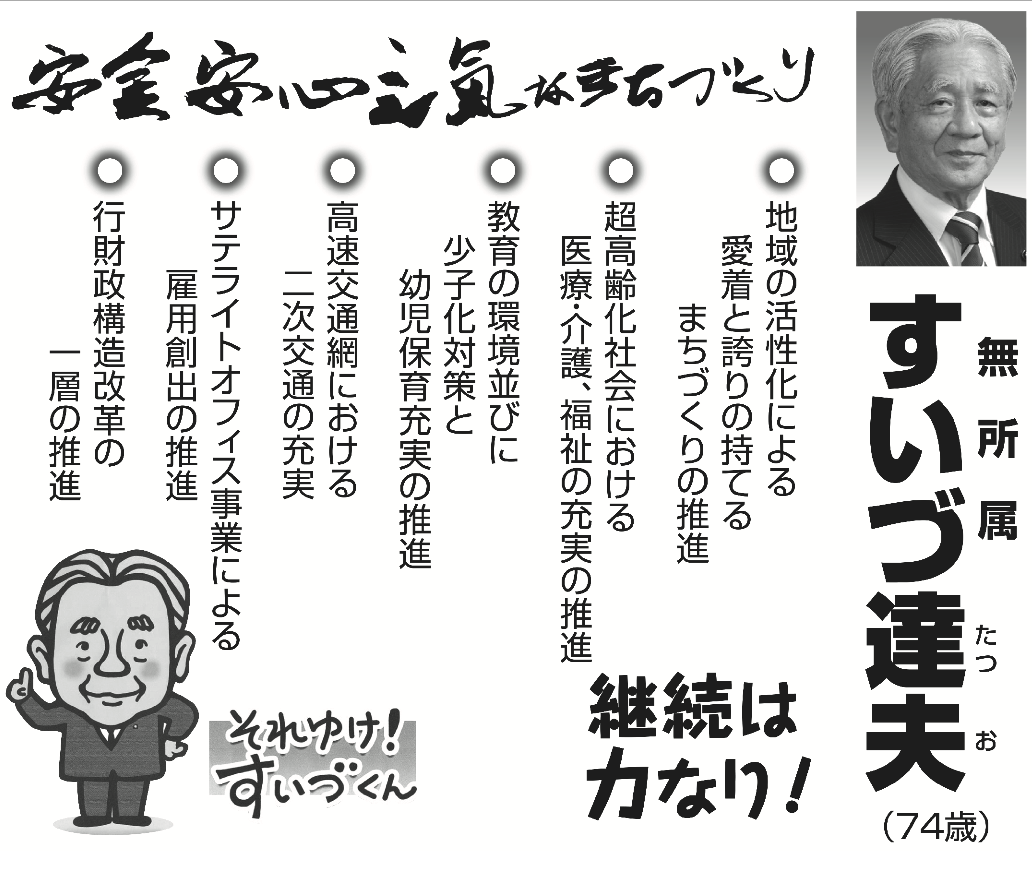 安全安心元気なまちづくり
無所属
すいづ達夫
たつお
(74歳)
地域の活性化による
愛着と誇りの持てる
まちづくりの推進
超高齢化社会における
医療・介護、福祉の充実の推進
教育の環境並びに
少子化対策と
幼児保育充実の推進
高速交通網における
二次交通の充実
サテライトオフィス事業による
雇用創出の推進
行財政構造改革の
一層の推進
継続は
力なり!
それゆけ!
すいづくん